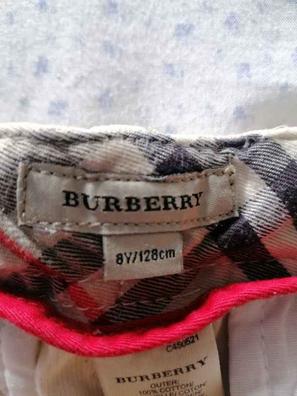 BURBERRY
8Y/128cm
C450521
BURBERRY
OUTER:
100% COTTON/